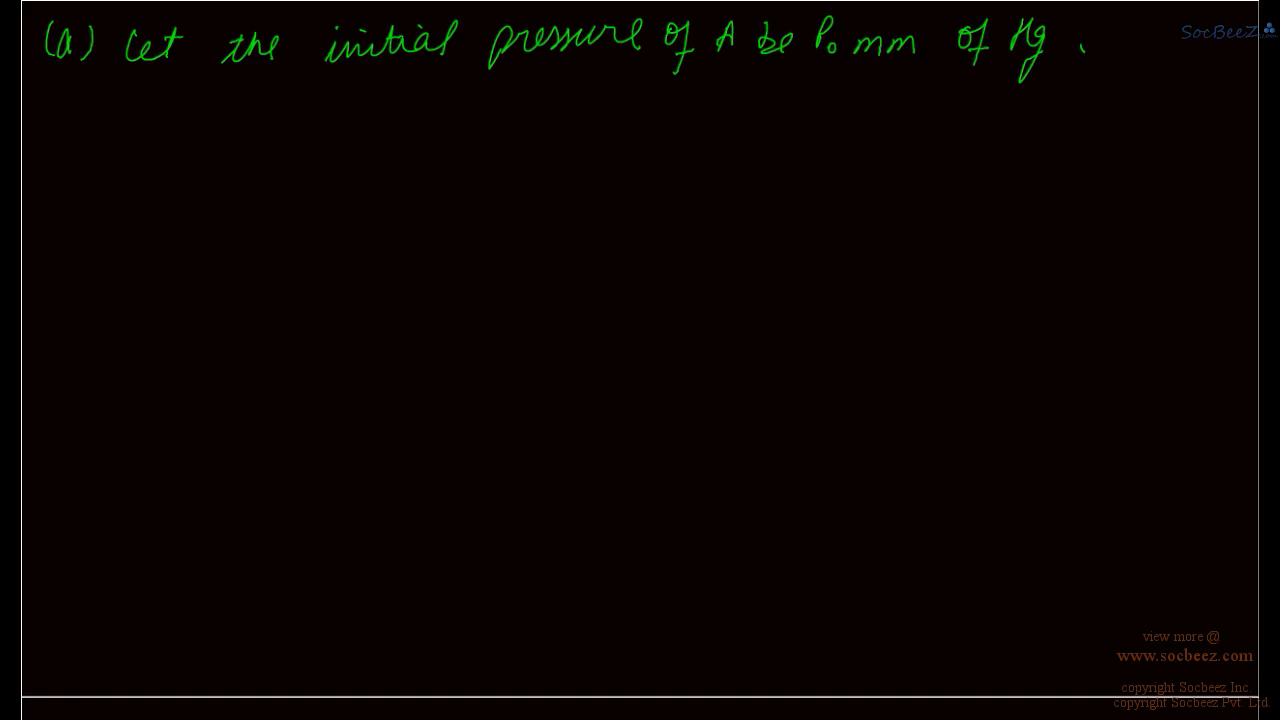 (a) Let the initial pressure of A be P₀ mm of Hg.
SocBeeZ
view more @
www.socbeez.com
copyright Socbeez Inc.
copyright Socbeez Pvt. Ltd.